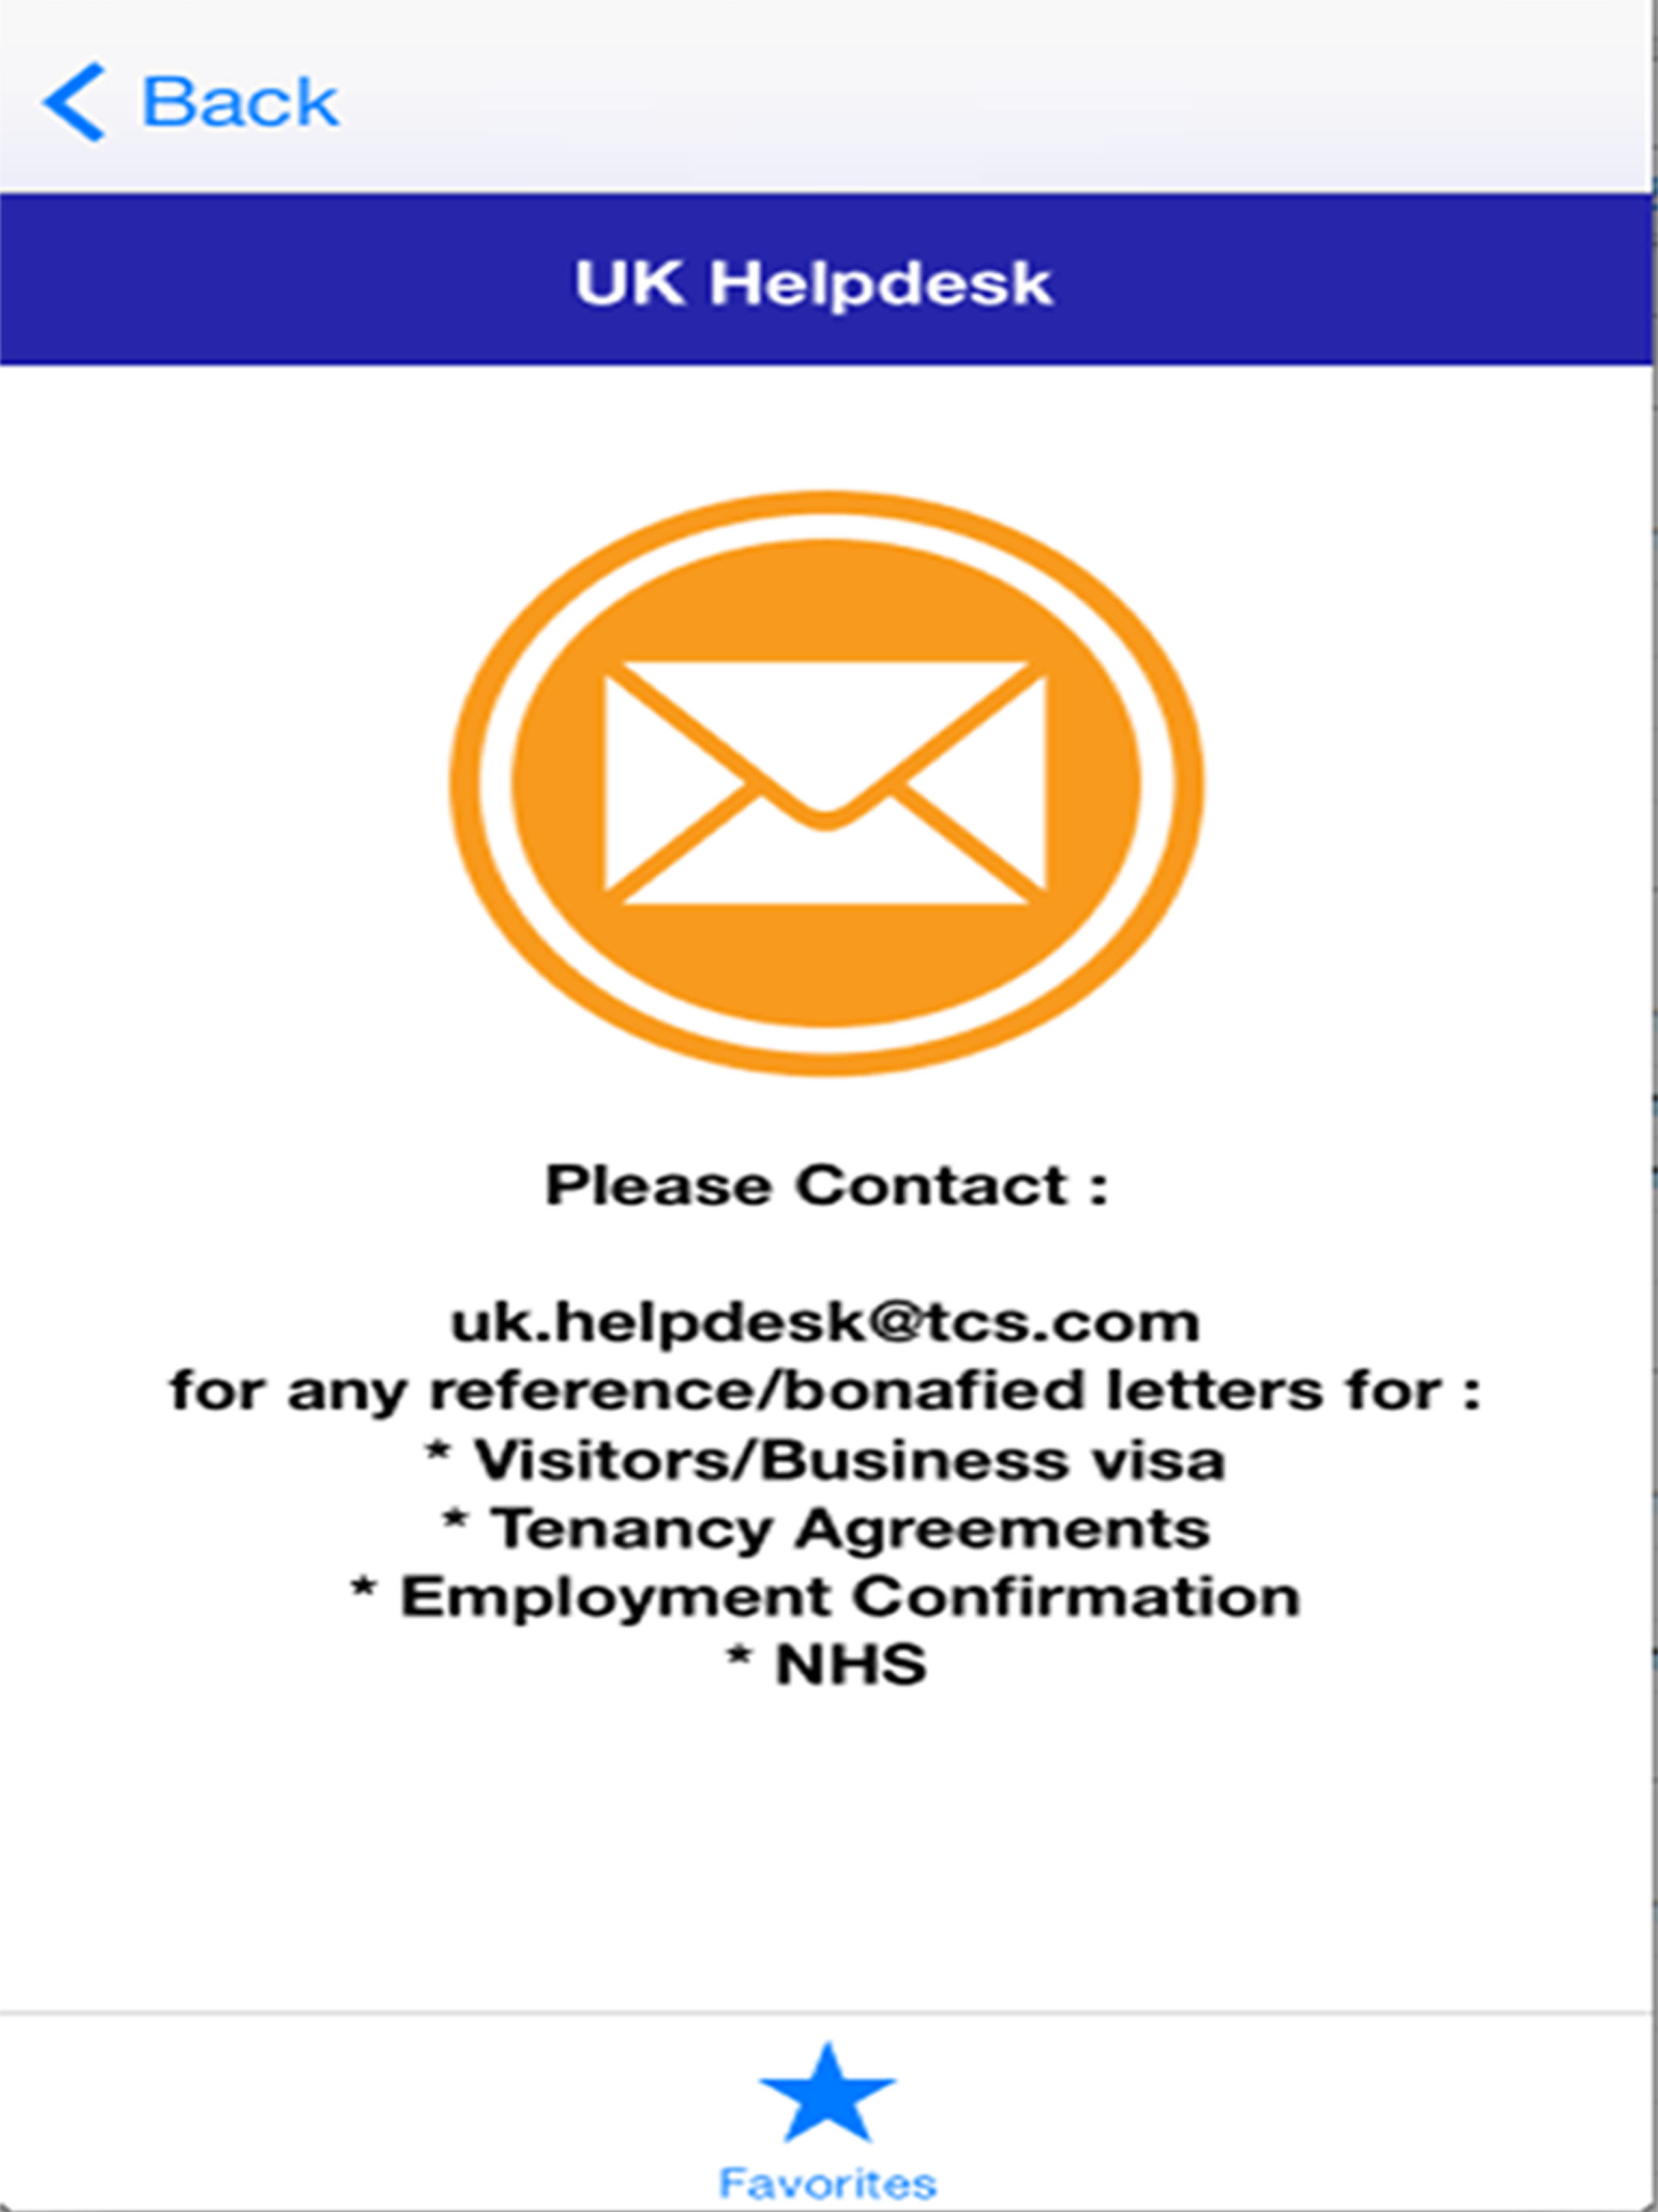 Back
UK Helpdesk
Please Contact :
uk.helpdesk@tcs.com
for any reference/bonafied letters for :
* Visitors/Business visa
* Tenancy Agreements
* Employment Confirmation
* NHS
Favorites